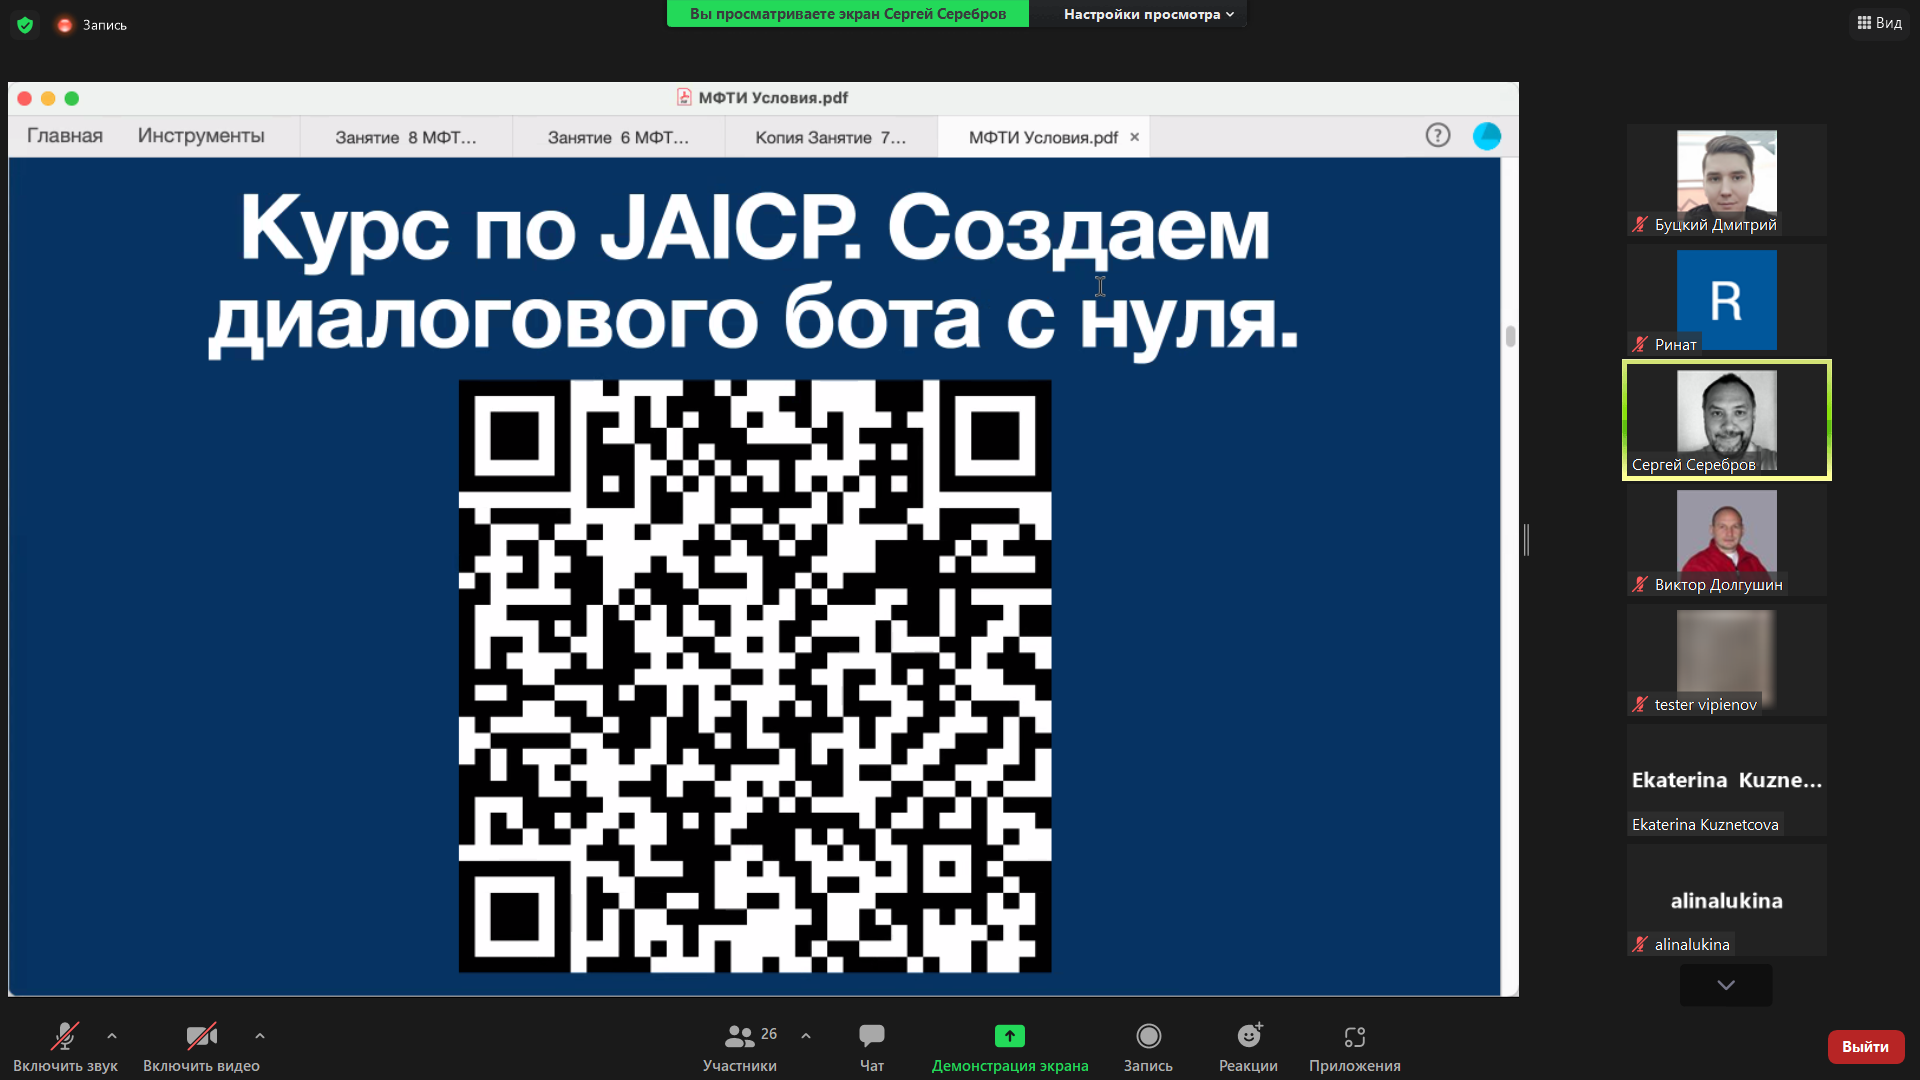 Запись
Вы просматриваете экран Сергей Серебров
Настройки просмотра
Вид
МФТИ Условия.pdf
Главная
Инструменты
Занятие 8 МФТ...
Занятие 6 МФТ...
Копия Занятие 7...
МФТИ Условия.pdf
Курс по JAICP. Создаем
диалогового бота с нуля.
Буцкий Дмитрий
R
Ринат
Сергей Серебров
Виктор Долгушин
tester vipienov
Ekaterina Kuzne...
Ekaterina Kuznetcova
alinalukina
alinalukina
Включить звук
Включить видео
26
Участники
Чат
Демонстрация экрана
Запись
Реакции
Приложения
Выйти